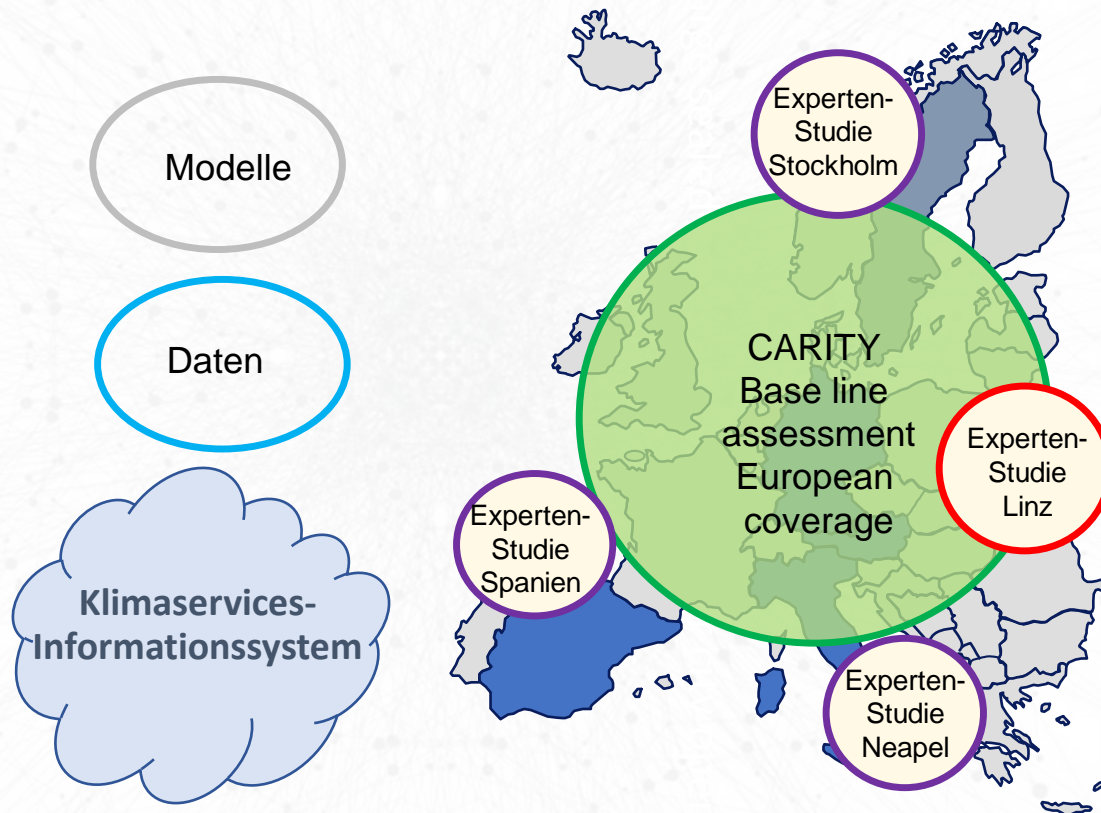 Modelle
Daten
Klimaservices-
Informationssystem
Experten-
Studie
Stockholm
CARITY
Base line
assessment
European
coverage
Experten-
Studie
Linz
Experten-
Studie
Spanien
Experten-
Studie
Neapel